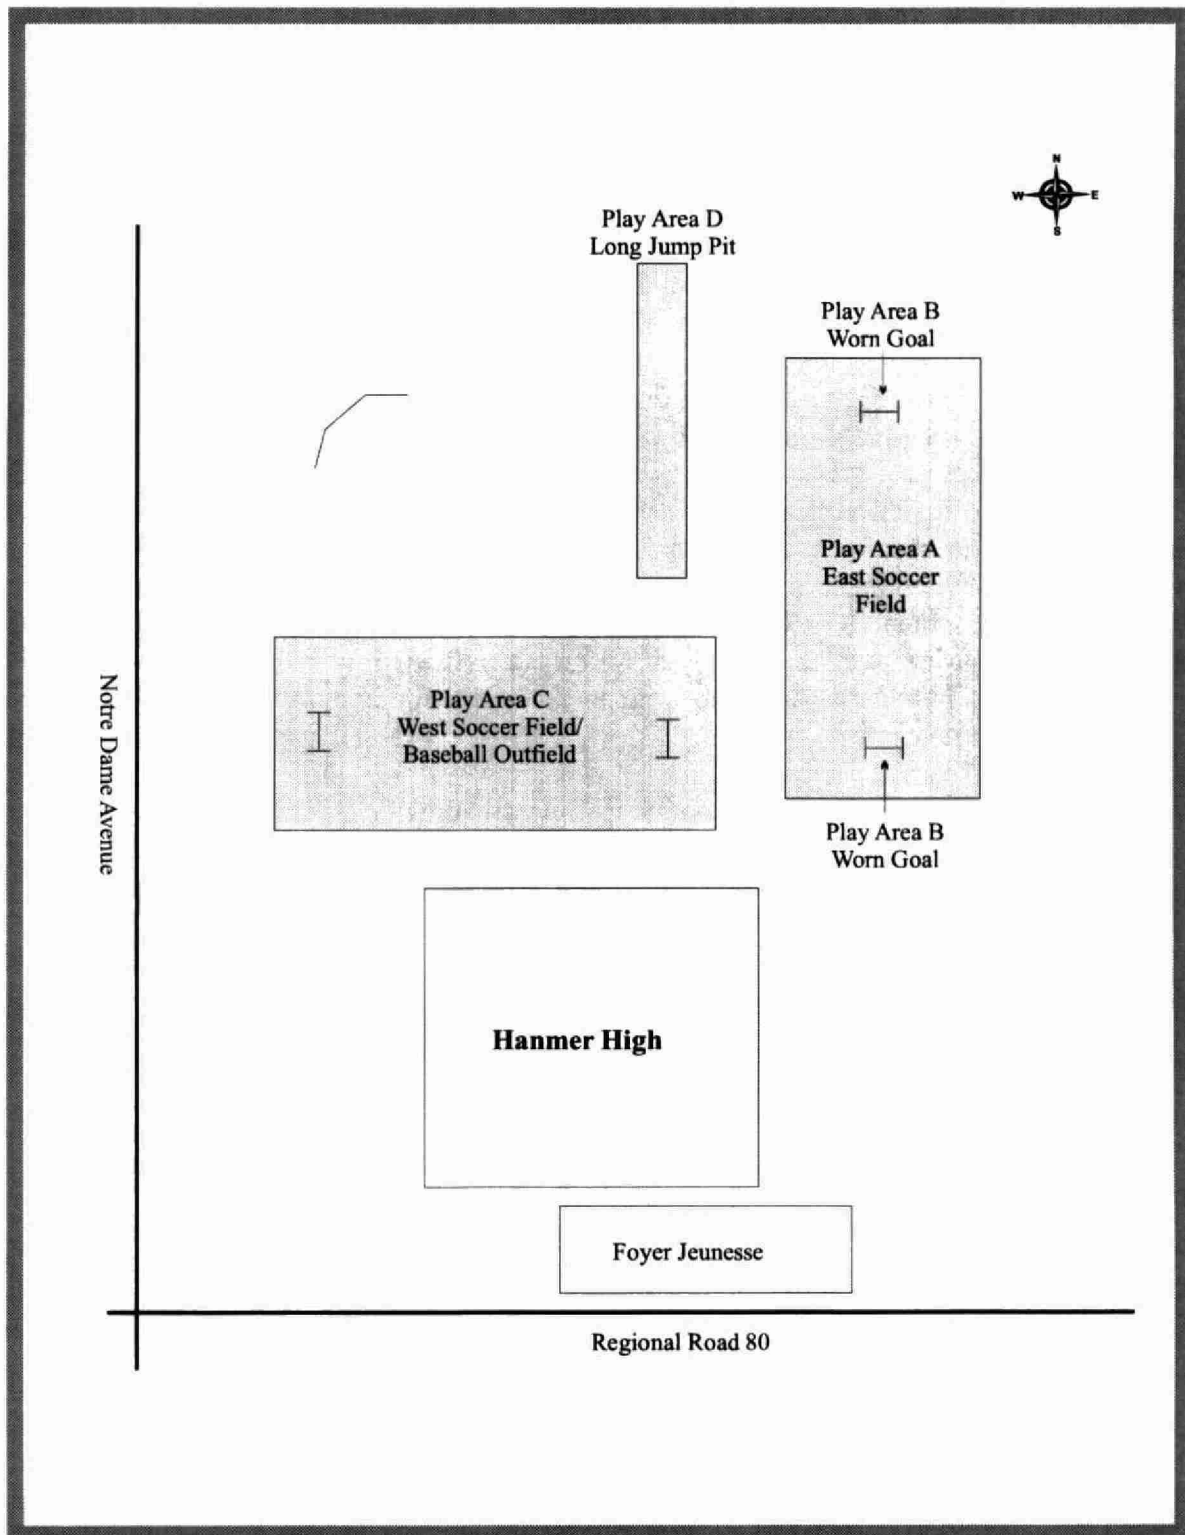 N
W E
S
Play Area D
Long Jump Pit
Play Area B
Worn Goal
Play Area A
East Soccer
Field
Play Area C
West Soccer Field/
Baseball Outfield
Notre Dame Avenue
Play Area B
Worn Goal
Hanmer High
Foyer Jeunesse
Regional Road 80